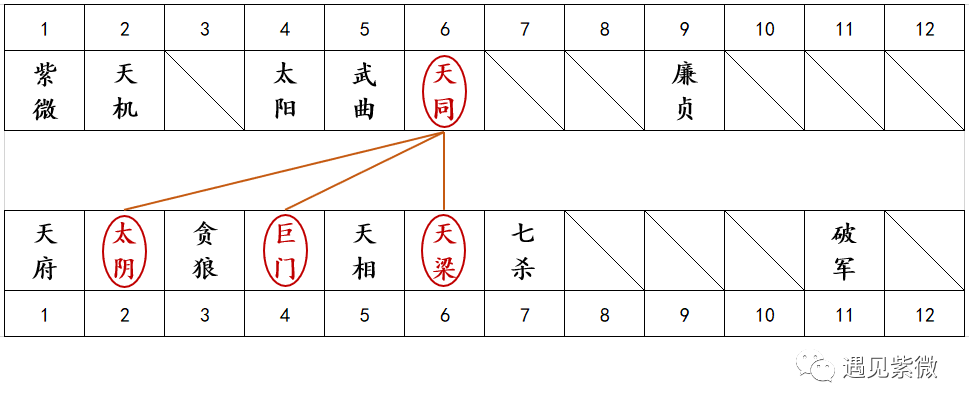 1 2 3 4 5 6 7 8 9 10 11 12
紫微 天机 太阳 武曲 天同 廉贞
天府 太阴 贪狼 巨门 天相 天梁 七杀 破军
1 2 3 4 5 6 7 8 9 10 11 12
遇见紫微